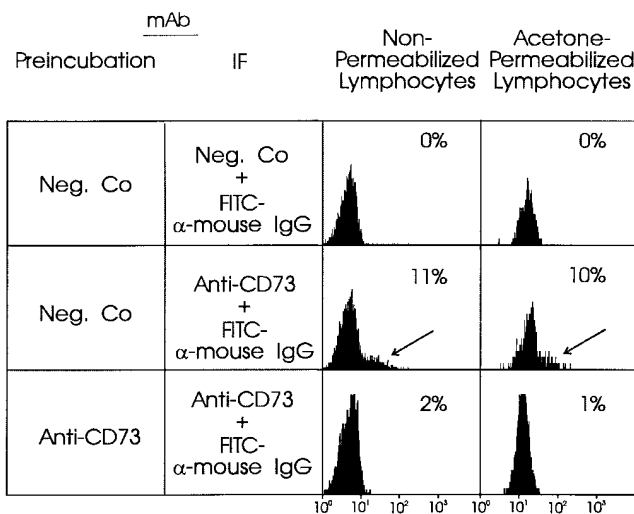 mAb
Preincubation
IF
Non-
Permeabilized
Lymphocytes
Acetone-
Permeabilized
Lymphocytes
Neg. Co
Neg. Co
+
FITC-
α-mouse IgG
0%
0%
Neg. Co
Anti-CD73
+
FITC-
α-mouse IgG
11%
10%
Anti-CD73
Anti-CD73
+
FITC-
α-mouse IgG
2%
1%
10⁰ 10¹ 10² 10³
10⁰ 10¹ 10² 10³